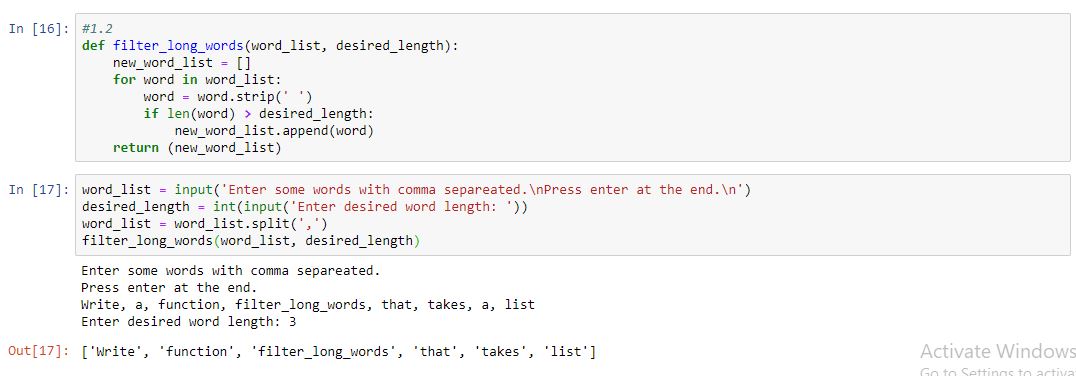 In [16]: #1.2
def filter_long_words(word_list, desired_length):
    new_word_list = []
    for word in word_list:
        word = word.strip(' ')
        if len(word) > desired_length:
            new_word_list.append(word)
    return (new_word_list)
In [17]: word_list = input('Enter some words with comma separeated.\nPress enter at the end.\n')
desired_length = int(input('Enter desired word length: '))
word_list = word_list.split(',')
filter_long_words(word_list, desired_length)
Enter some words with comma separeated.
Press enter at the end.
Write, a, function, filter_long_words, that, takes, a, list
Enter desired word length: 3
Out[17]: ['Write', 'function', 'filter_long_words', 'that', 'takes', 'list']
Activate Windows
Go to Settings to activa